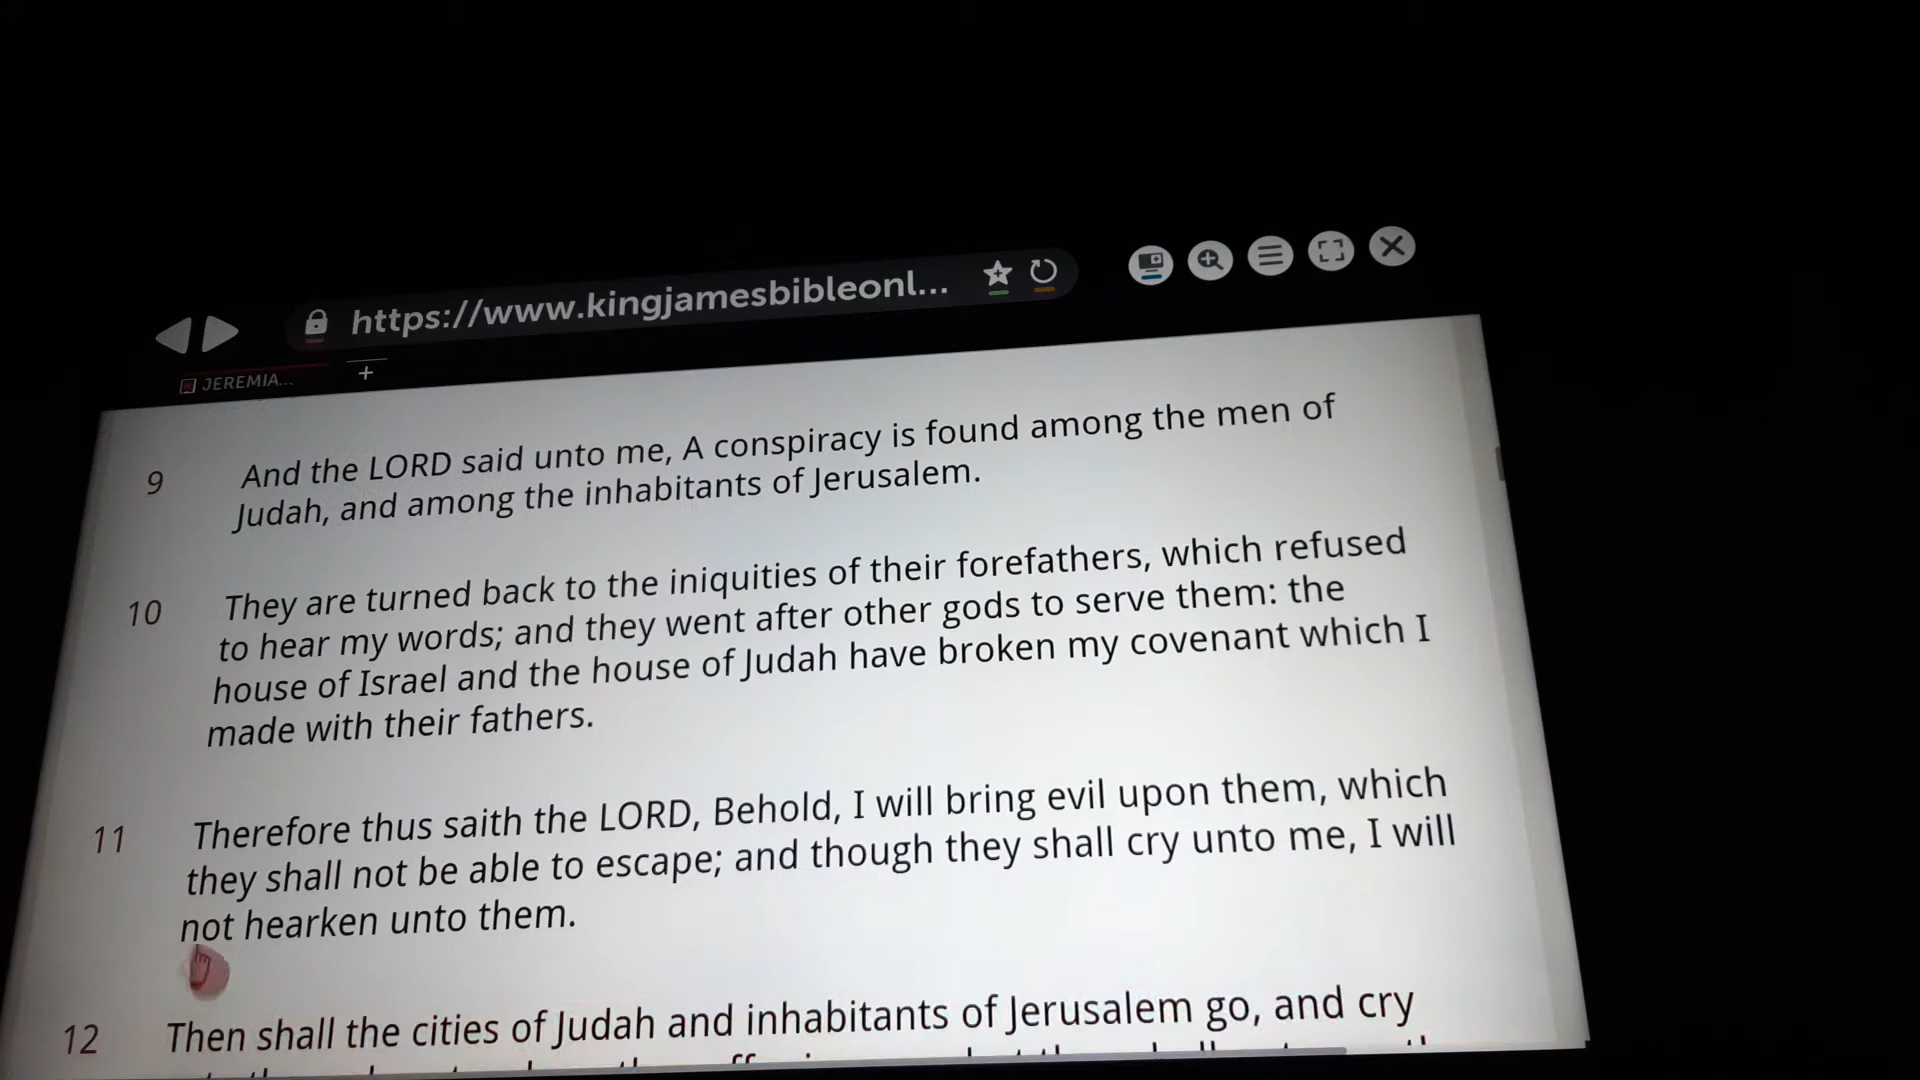 https://www.kingjamesbibleonl...
JEREMIA...
+
9 And the LORD said unto me, A conspiracy is found among the men of
Judah, and among the inhabitants of Jerusalem.
10 They are turned back to the iniquities of their forefathers, which refused
to hear my words; and they went after other gods to serve them: the
house of Israel and the house of Judah have broken my covenant which I
made with their fathers.
11 Therefore thus saith the LORD, Behold, I will bring evil upon them, which
they shall not be able to escape; and though they shall cry unto me, I will
not hearken unto them.
12 Then shall the cities of Judah and inhabitants of Jerusalem go, and cry